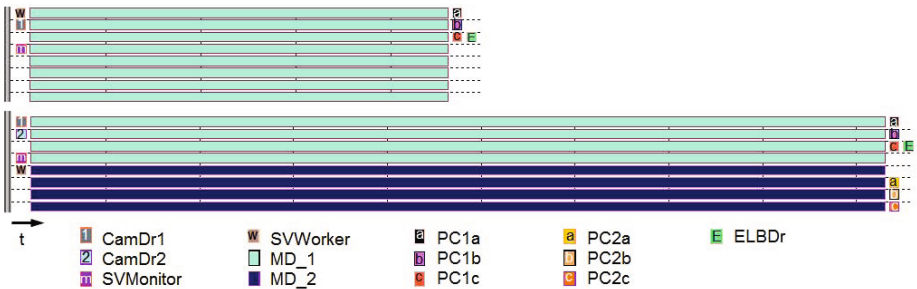 w a
1 b
c E
m
1 a
2 b
c E
m
w
a
b
c
t
1 CamDr1 w SVWorker a PC1a a PC2a E ELBDr
2 CamDr2 MD_1 b PC1b b PC2b
m SVMonitor MD_2 c PC1c c PC2c